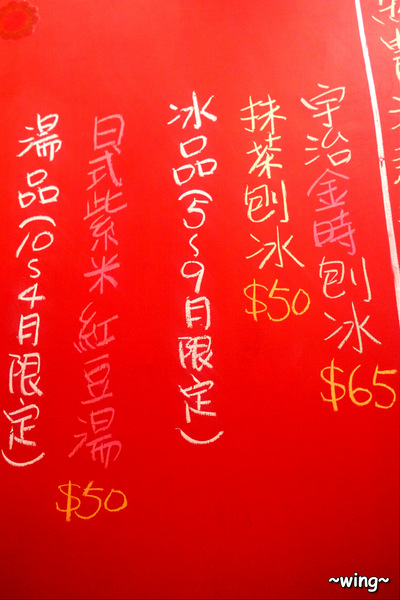 宇治金時刨冰
$65
抹茶刨冰
$50
冰品(5~9月限定)
日式紫米紅豆湯
$50
湯品(10~4月限定)
~wing~